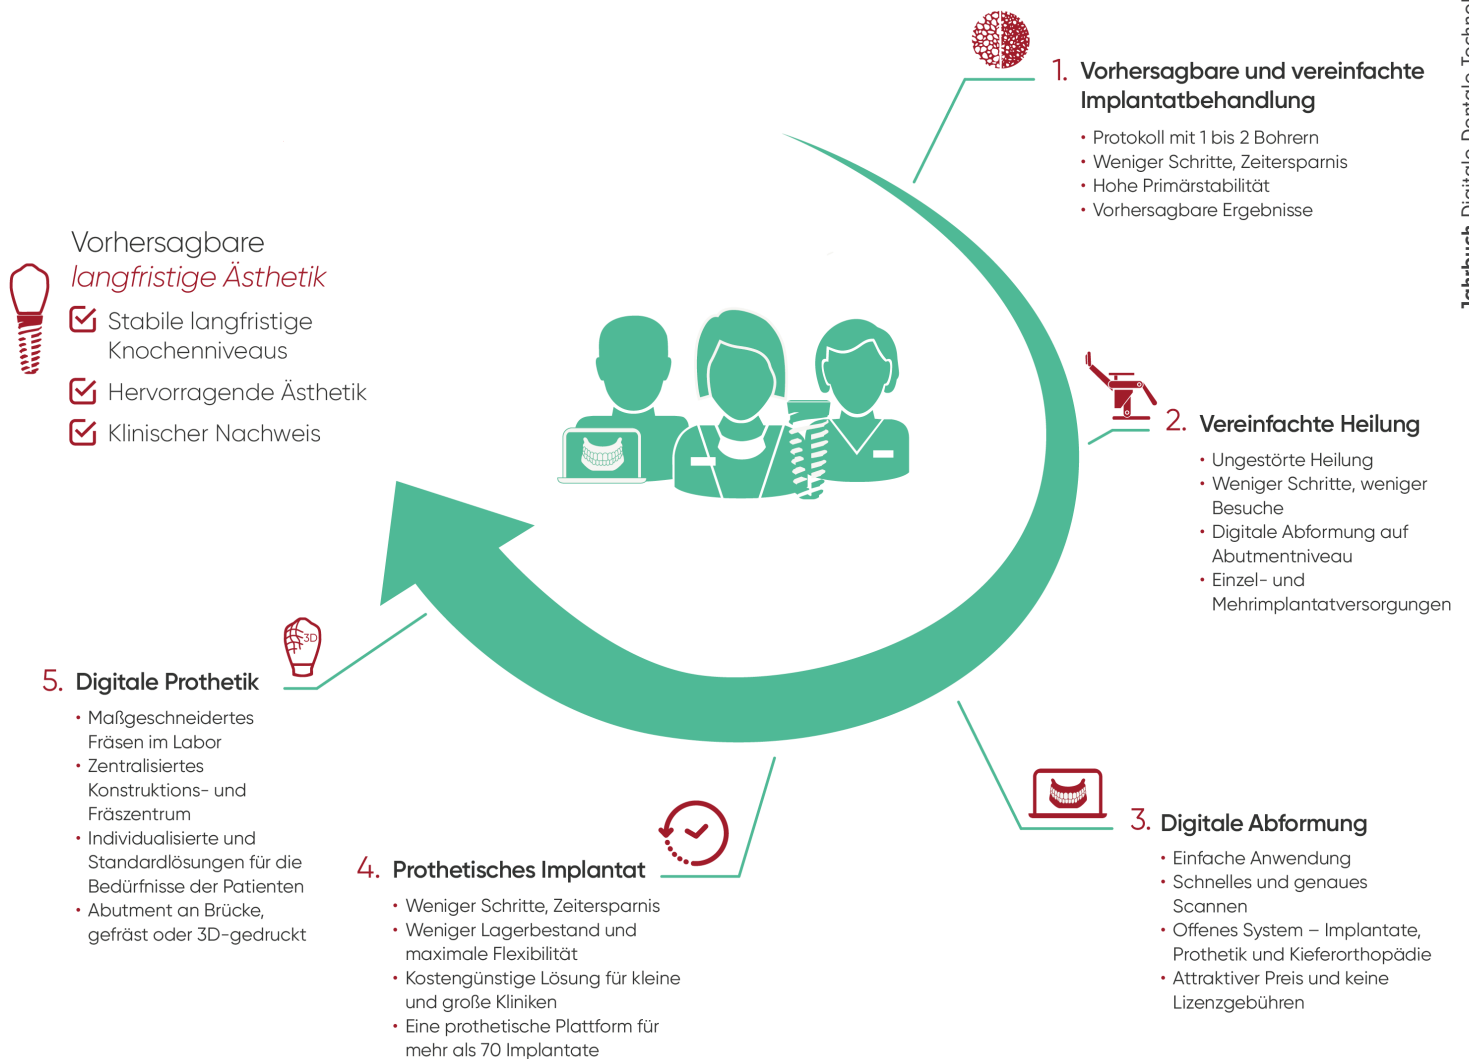 1. Vorhersagbare und vereinfachte
Implantatbehandlung
• Protokoll mit 1 bis 2 Bohrern
• Weniger Schritte, Zeitersparnis
• Hohe Primärstabilität
• Vorhersagbare Ergebnisse
2. Vereinfachte Heilung
• Ungestörte Heilung
• Weniger Schritte, weniger
Besuche
• Digitale Abformung auf
Abutmentniveau
• Einzel- und
Mehrimplantatversorgungen
3. Digitale Abformung
• Einfache Anwendung
• Schnelles und genaues
Scannen
• Offenes System – Implantate,
Prothetik und Kieferorthopädie
• Attraktiver Preis und keine
Lizenzgebühren
4. Prothetisches Implantat
• Weniger Schritte, Zeitersparnis
• Weniger Lagerbestand und
maximale Flexibilität
• Kostengünstige Lösung für kleine
und große Kliniken
• Eine prothetische Plattform für
mehr als 70 Implantate
5. Digitale Prothetik
3D
• Maßgeschneidertes
Fräsen im Labor
• Zentralisiertes
Konstruktions- und
Fräszentrum
• Individualisierte und
Standardlösungen für die
Bedürfnisse der Patienten
• Abutment an Brücke,
gefräst oder 3D-gedruckt
Vorhersagbare
langfristige Ästhetik
Stabile langfristige
Knochenniveaus
Hervorragende Ästhetik
Klinischer Nachweis
Jahrbuch Digitale Dentale